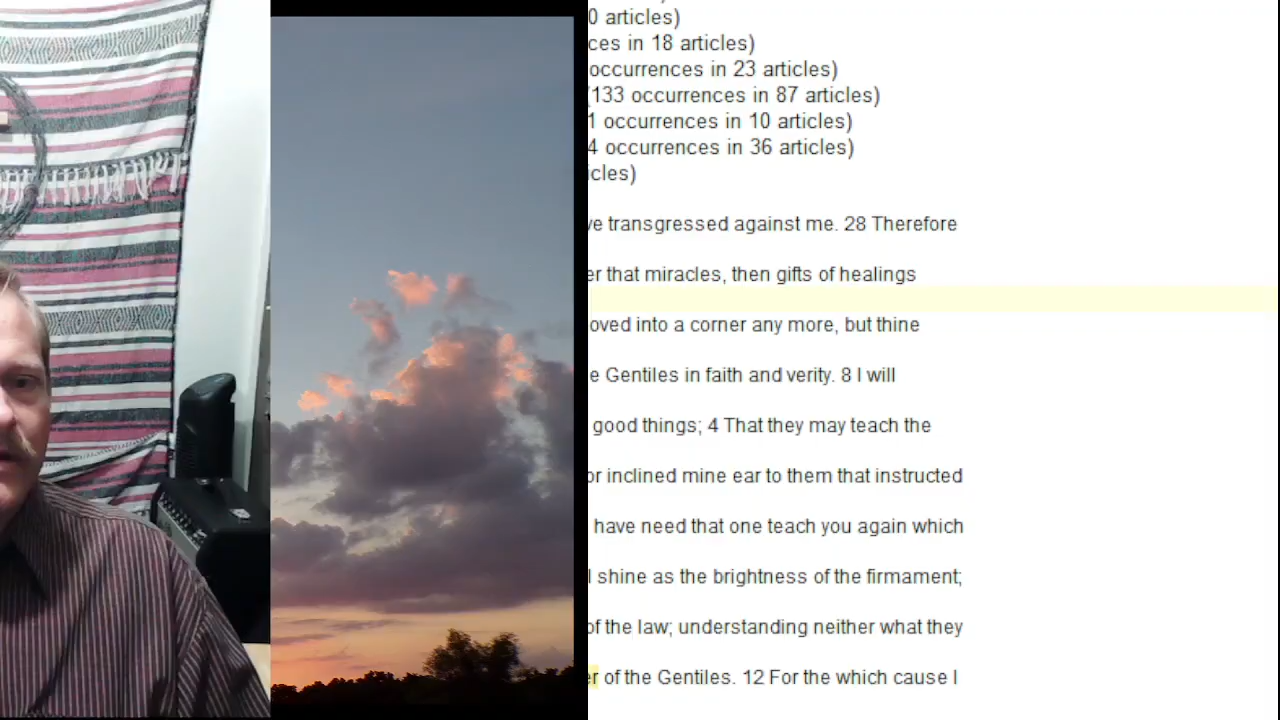 0 articles)
ces in 18 articles)
occurrences in 23 articles)
(133 occurrences in 87 articles)
1 occurrences in 10 articles)
4 occurrences in 36 articles)
icles)
ve transgressed against me. 28 Therefore
er that miracles, then gifts of healings
oved into a corner any more, but thine
e Gentiles in faith and verity. 8 I will
good things; 4 That they may teach the
or inclined mine ear to them that instructed
have need that one teach you again which
l shine as the brightness of the firmament;
of the law; understanding neither what they
er of the Gentiles. 12 For the which cause I